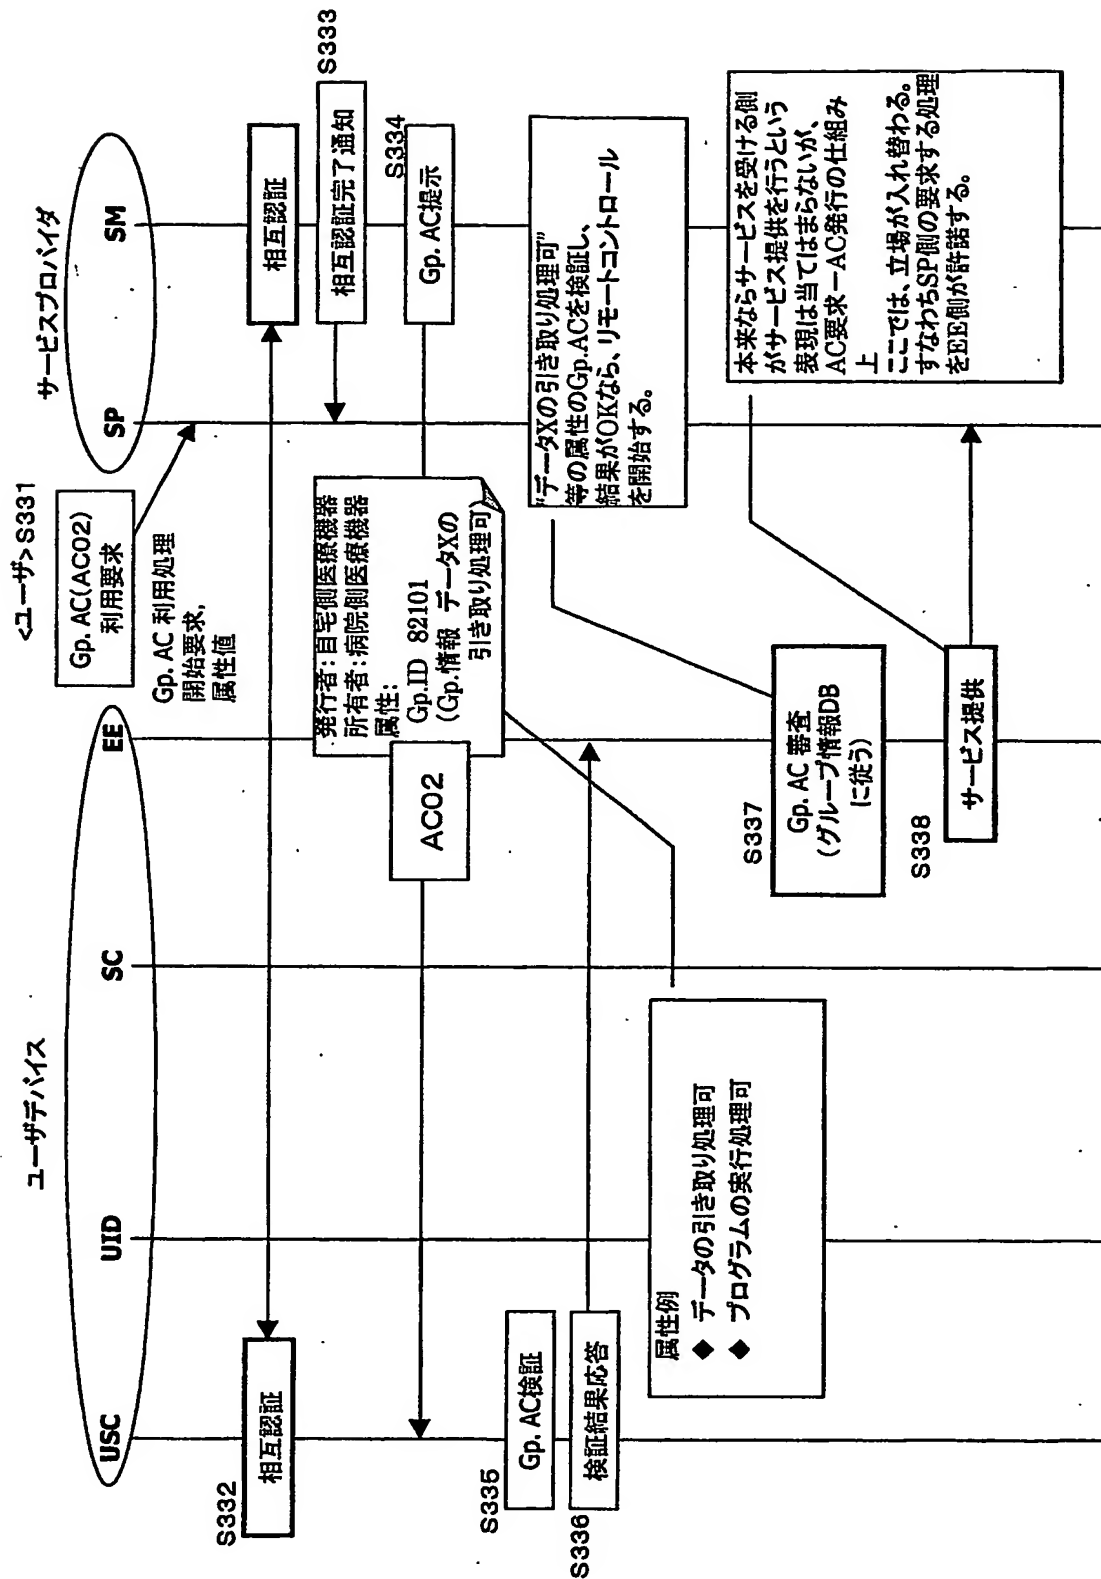 ユーザデバイス
サービスプロバイダ
USC
UID
SC
EE
SP
SM
<ユーザ>S331
Gp. AC(AC02)
利用要求
Gp. AC 利用処理
開始要求,
属性値
S332
相互認証
相互認証
S333
相互認証完了通知
S334
Gp. AC提示
発行者:自宅側医療機器
所有者:病院側医療機器
属性:
Gp.ID 82101
(Gp.情報 データXの
引き取り処理可)
AC02
S335
Gp. AC検証
S336
検証結果応答
"データXの引き取り処理可"
等の属性のGp.ACを検証し、
結果がOKなら、リモートコントロール
を開始する。
属性例
◆ データの引き取り処理可
◆ プログラムの実行処理可
S337
Gp. AC 審査
(グループ情報DB
に従う)
本来ならサービスを受ける側
がサービス提供を行うという
表現は当てはまらないが、
AC要求ーAC発行の仕組み
上
ここでは、立場が入れ替わる。
すなわちSP側の要求する処理
をEE側が許諾する。
S338
サービス提供